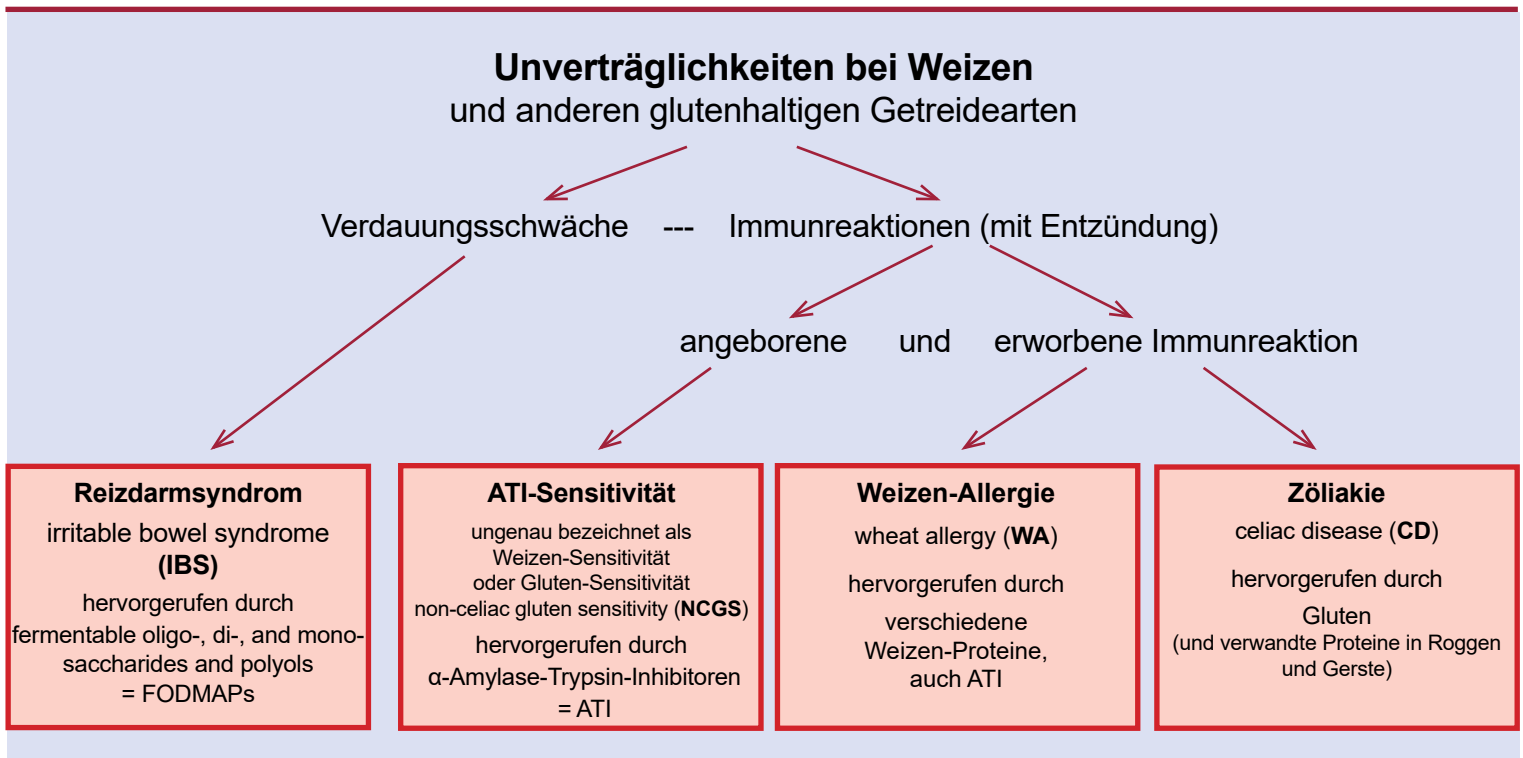 Unverträglichkeiten bei Weizen
und anderen glutenhaltigen Getreidearten
Verdauungsschwäche --- Immunreaktionen (mit Entzündung)
angeborene und erworbene Immunreaktion
Reizdarmsyndrom
irritable bowel syndrome
(IBS)
hervorgerufen durch
fermentable oligo-, di-, and mono-
saccharides and polyols
= FODMAPs
ATI-Sensitivität
ungenau bezeichnet als
Weizen-Sensitivität
oder Gluten-Sensitivität
non-celiac gluten sensitivity (NCGS)
hervorgerufen durch
α-Amylase-Trypsin-Inhibitoren
= ATI
Weizen-Allergie
wheat allergy (WA)
hervorgerufen durch
verschiedene
Weizen-Proteine,
auch ATI
Zöliakie
celiac disease (CD)
hervorgerufen durch
Gluten
(und verwandte Proteine in Roggen
und Gerste)